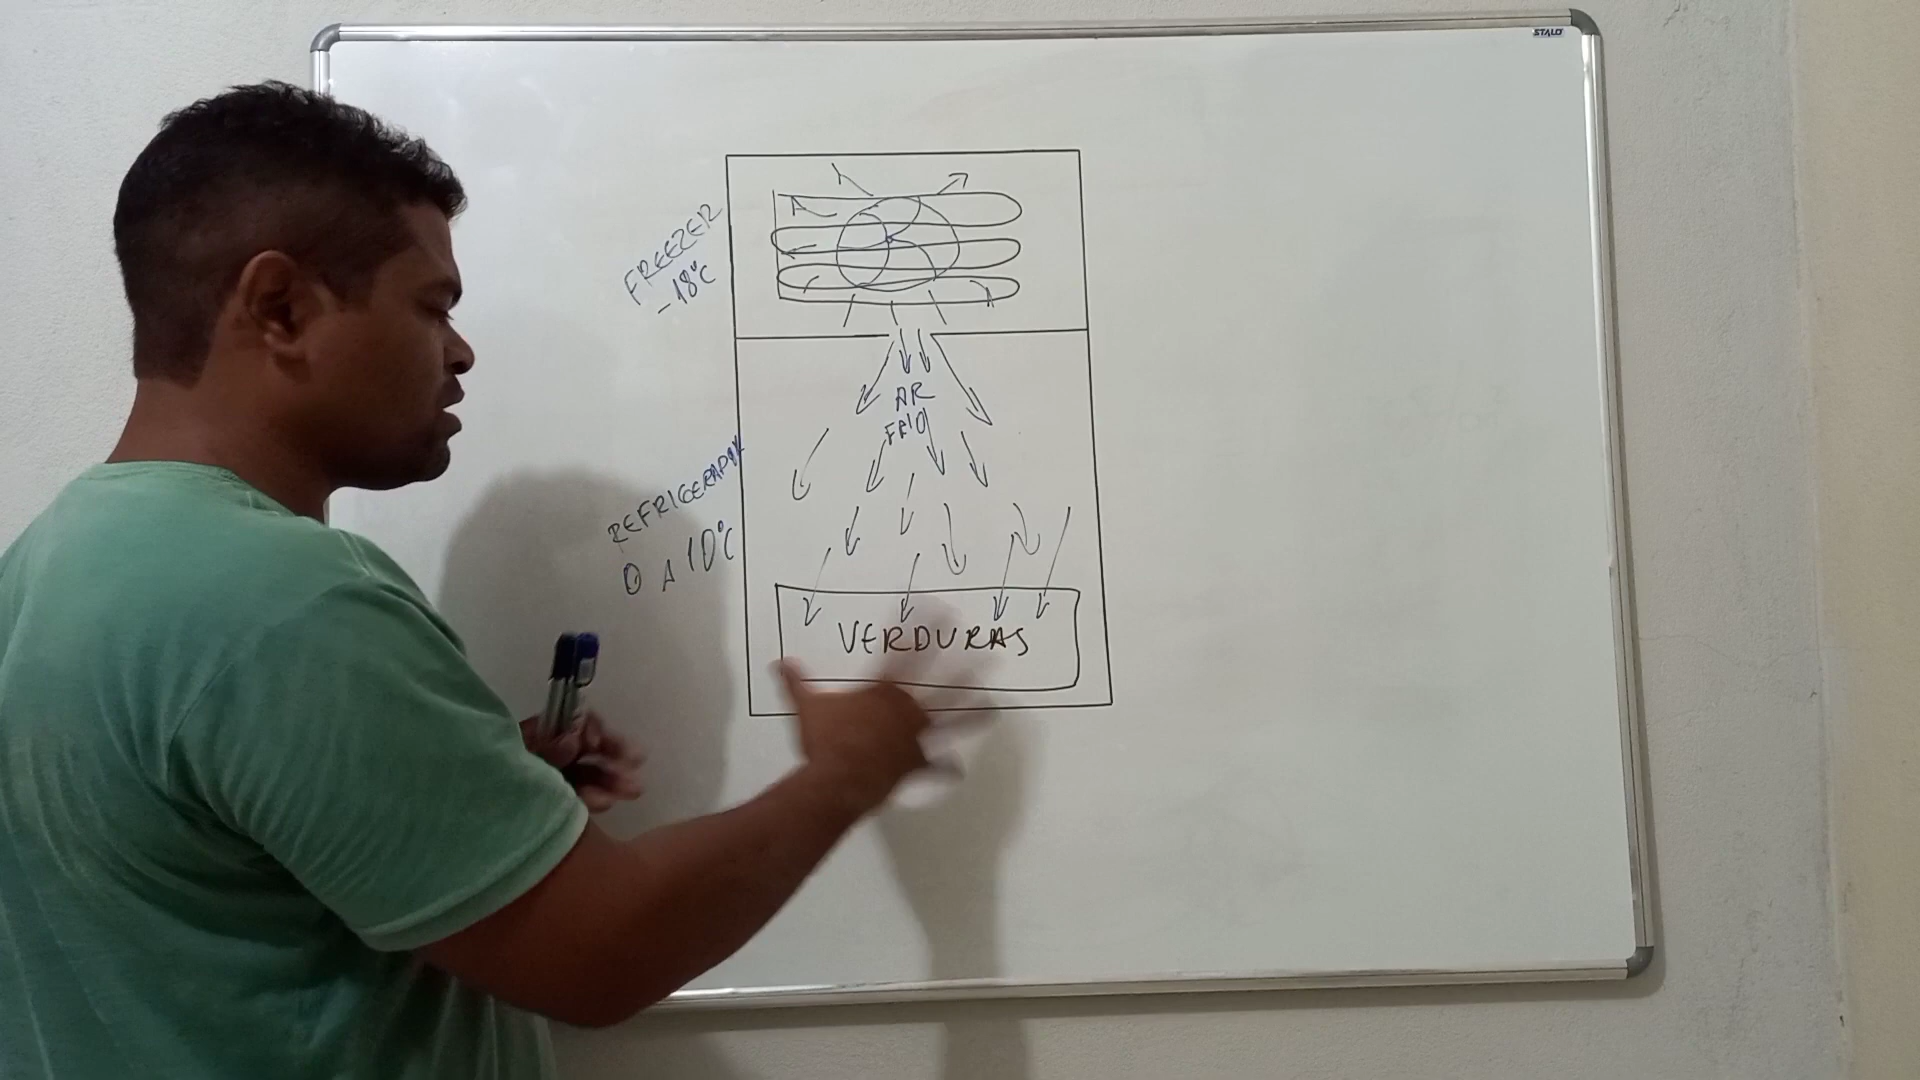 STALO
FREEZER
-18°C
AR
FRIO
REFRIGERADOR
0 A 10°C
VERDURAS